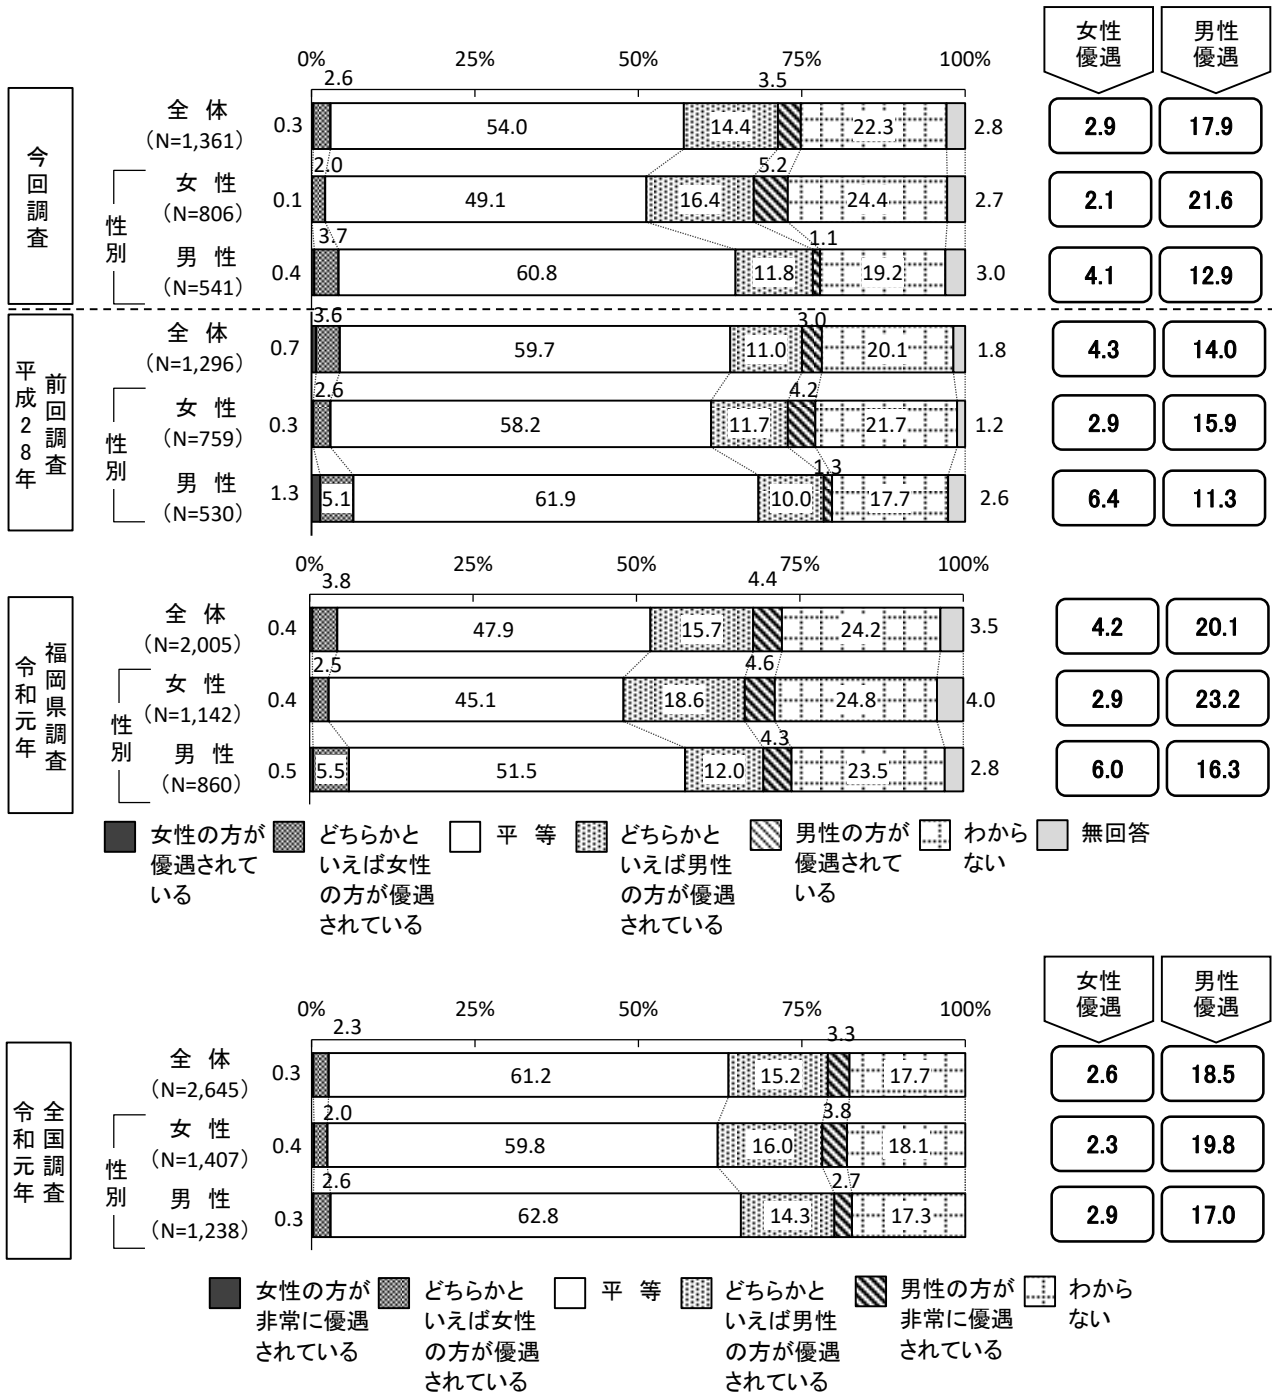 女性
優遇
男性
優遇
0% 25% 50% 75% 100%
今回調査
2.6 3.5
全 体
(N=1,361)
0.3 54.0 14.4 22.3 2.8 2.9 17.9
性別
2.0 5.2
女 性
(N=806)
0.1 49.1 16.4 24.4 2.7 2.1 21.6
3.7 1.1
男 性
(N=541)
0.4 60.8 11.8 19.2 3.0 4.1 12.9
前回調査
平成28年
3.6 3.0
全 体
(N=1,296)
0.7 59.7 11.0 20.1 1.8 4.3 14.0
性別
2.6 4.2
女 性
(N=759)
0.3 58.2 11.7 21.7 1.2 2.9 15.9
1.3
男 性
(N=530)
1.3 5.1 61.9 10.0 17.7 2.6 6.4 11.3
0% 25% 50% 75% 100%
福岡県調査
令和元年
3.8 4.4
全 体
(N=2,005)
0.4 47.9 15.7 24.2 3.5 4.2 20.1
性別
2.5 4.6
女 性
(N=1,142)
0.4 45.1 18.6 24.8 4.0 2.9 23.2
4.3
男 性
(N=860)
0.5 5.5 51.5 12.0 23.5 2.8 6.0 16.3
女性の方が
優遇されて
いる
どちらかと
いえば女性
の方が優遇
されている
平 等
どちらかと
いえば男性
の方が優遇
されている
男性の方が
優遇されて
いる
わから
ない
無回答
女性
優遇
男性
優遇
0% 25% 50% 75% 100%
全国調査
令和元年
2.3 3.3
全 体
(N=2,645)
0.3 61.2 15.2 17.7 2.6 18.5
性別
2.0 3.8
女 性
(N=1,407)
0.4 59.8 16.0 18.1 2.3 19.8
2.6 2.7
男 性
(N=1,238)
0.3 62.8 14.3 17.3 2.9 17.0
女性の方が
非常に優遇
されている
どちらかと
いえば女性
の方が優遇
されている
平 等
どちらかと
いえば男性
の方が優遇
されている
男性の方が
非常に優遇
されている
わから
ない